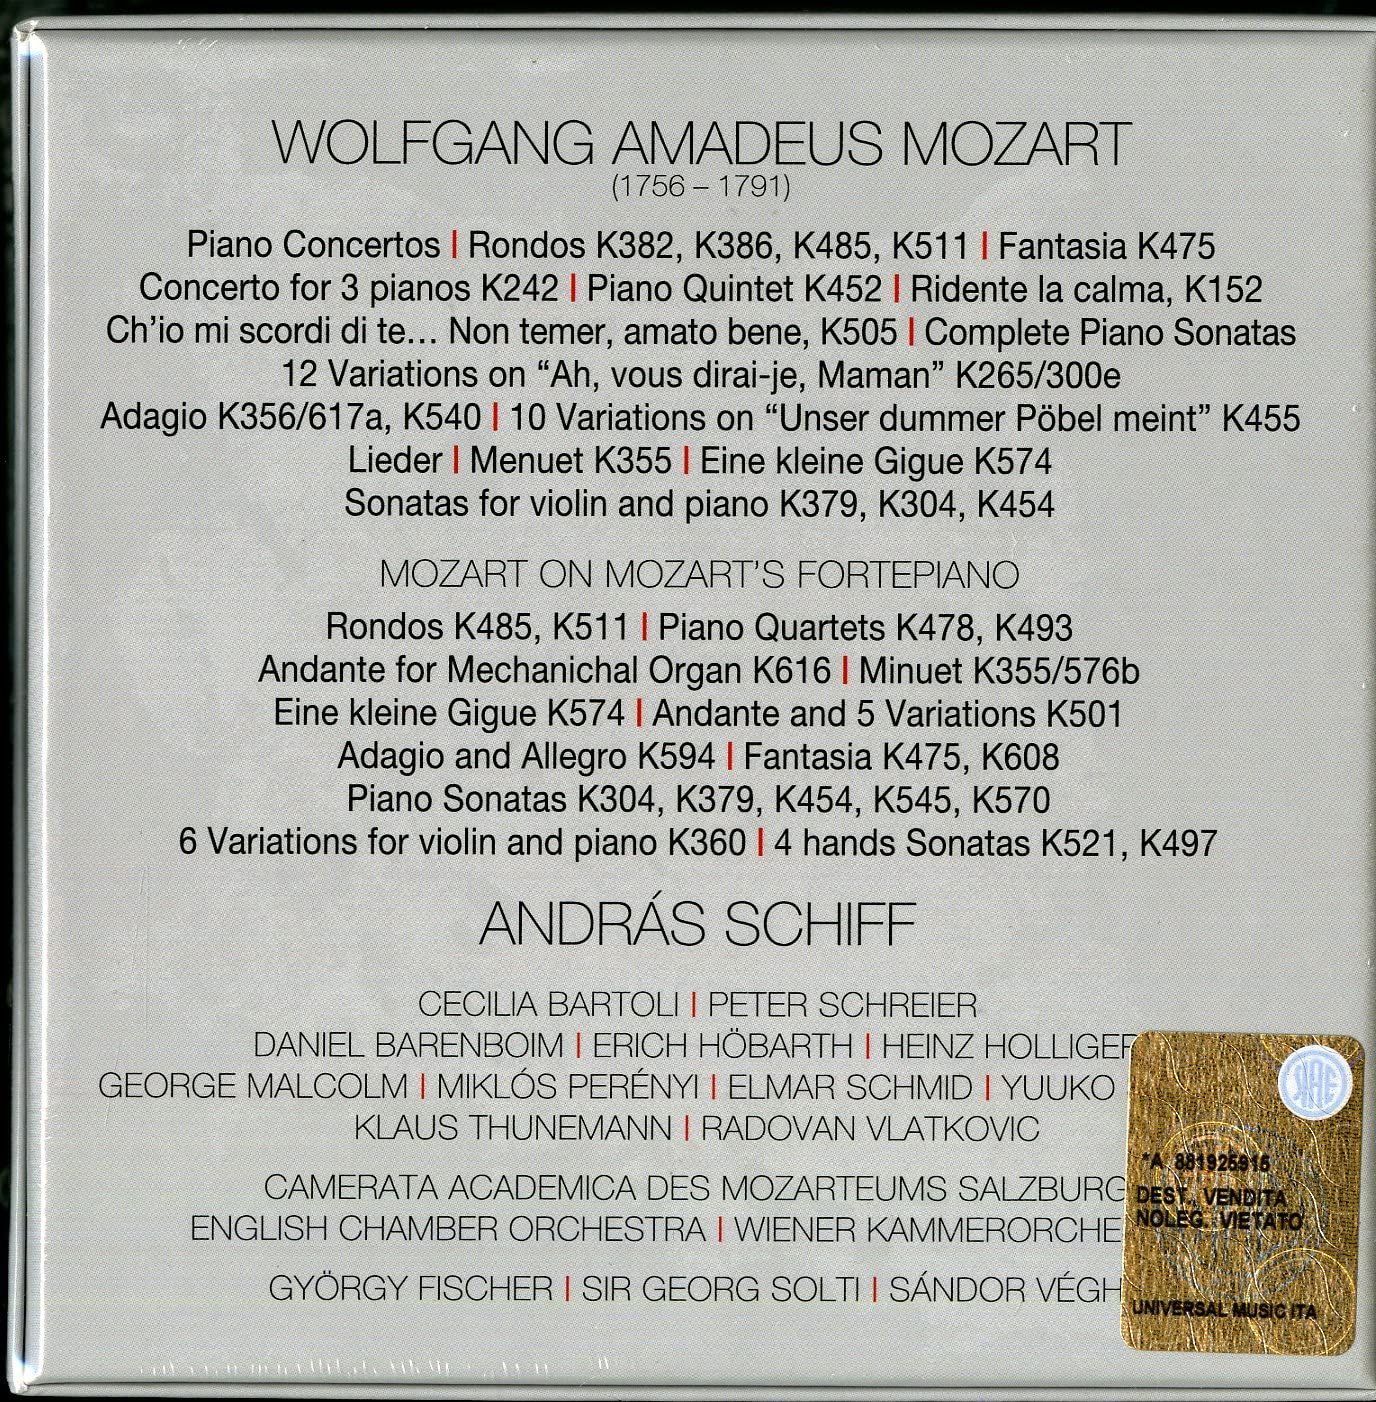 WOLFGANG AMADEUS MOZART
(1756 – 1791)
Piano Concertos | Rondos K382, K386, K485, K511 | Fantasia K475
Concerto for 3 pianos K242 | Piano Quintet K452 | Ridente la calma, K152
Ch’io mi scordi di te... Non temer, amato bene, K505 | Complete Piano Sonatas
12 Variations on “Ah, vous dirai-je, Maman” K265/300e
Adagio K356/617a, K540 | 10 Variations on “Unser dummer Pöbel meint” K455
Lieder | Menuet K355 | Eine kleine Gigue K574
Sonatas for violin and piano K379, K304, K454
MOZART ON MOZART’S FORTEPIANO
Rondos K485, K511 | Piano Quartets K478, K493
Andante for Mechanichal Organ K616 | Minuet K355/576b
Eine kleine Gigue K574 | Andante and 5 Variations K501
Adagio and Allegro K594 | Fantasia K475, K608
Piano Sonatas K304, K379, K454, K545, K570
6 Variations for violin and piano K360 | 4 hands Sonatas K521, K497
ANDRÁS SCHIFF
CECILIA BARTOLI | PETER SCHREIER
DANIEL BARENBOIM | ERICH HÖBARTH | HEINZ HOLLIGER
GEORGE MALCOLM | MIKLÓS PERÉNYI | ELMAR SCHMID | YUUKO
KLAUS THUNEMANN | RADOVAN VLATKOVIC
CAMERATA ACADEMICA DES MOZARTEUMS SALZBURG
ENGLISH CHAMBER ORCHESTRA | WIENER KAMMERORCHE
GYÖRGY FISCHER | SIR GEORG SOLTI | SÁNDOR VÉGH
*A 881925915
DEST. VENDITA
NOLEG. VIETATO
UNIVERSAL MUSIC ITA